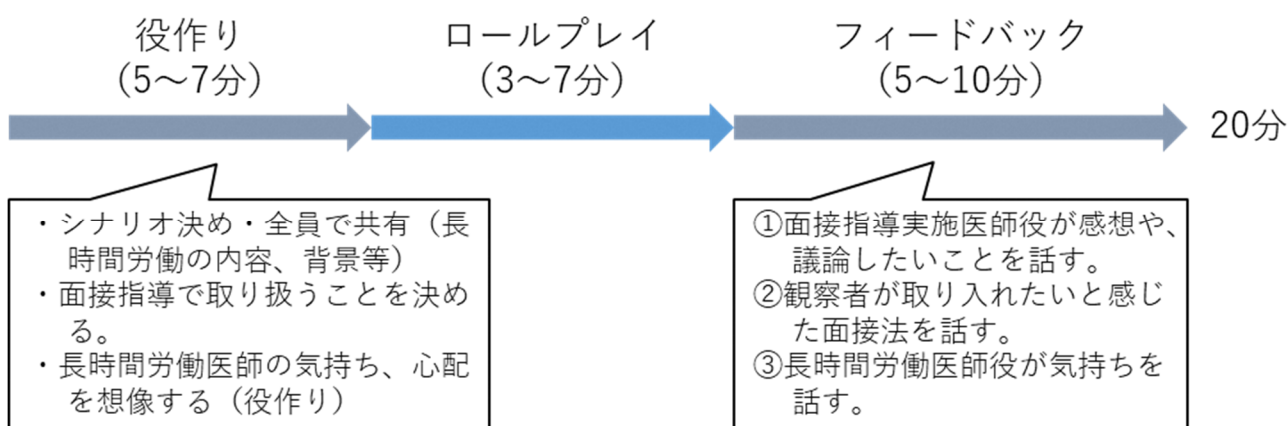 役作り
(5～7分)
ロールプレイ
(3～7分)
フィードバック
(5～10分)
20分
・シナリオ決め・全員で共有（長
時間労働の内容、背景等）
・面接指導で取り扱うことを決め
る。
・長時間労働医師の気持ち、心配
を想像する（役作り）
①面接指導実施医師役が感想や、
議論したいことを話す。
②観察者が取り入れたいと感じ
た面接法を話す。
③長時間労働医師役が気持ちを
話す。